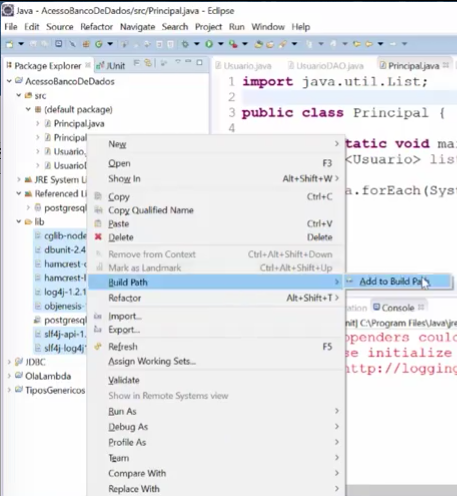 Java - AcessoBancoDeDados/src/Principal.java - Eclipse
File Edit Source Refactor Navigate Search Project Run Window Help
Package Explorer JUnit
AcessoBancoDeDados
src
(default package)
Principal.java
Principal
Usuario.
UsuarioD
JRE System Li
Referenced Li
postgresq
lib
cglib-node
dbunit-2.4
hamcrest-c
hamcrest-l
log4j-1.2.1
objenesis-
postgresq
slf4j-api-1.
slf4j-log4j
JDBC
OlaLambda
TiposGenericos
Usuario.java UsuarioDAO.java Principal.java
1 import java.util.List;
2
3 public class Principal {
4
tatic void mai
<Usuario> list
a.forEach(Syst
New
Open F3
Show In Alt+Shift+W
Copy Ctrl+C
Copy Qualified Name
Paste Ctrl+V
Delete Delete
Remove from Context Ctrl+Alt+Shift+Down
Mark as Landmark Ctrl+Alt+Shift+Up
Build Path
Add to Build Path
Refactor Alt+Shift+T
Import...
Export...
Refresh F5
Assign Working Sets...
Validate
Show in Remote Systems view
Run As
Debug As
Profile As
Team
Compare With
Replace With
ation Console
nit] C:\Program Files\Java\jre
ppenders could
se initialize
http://logging